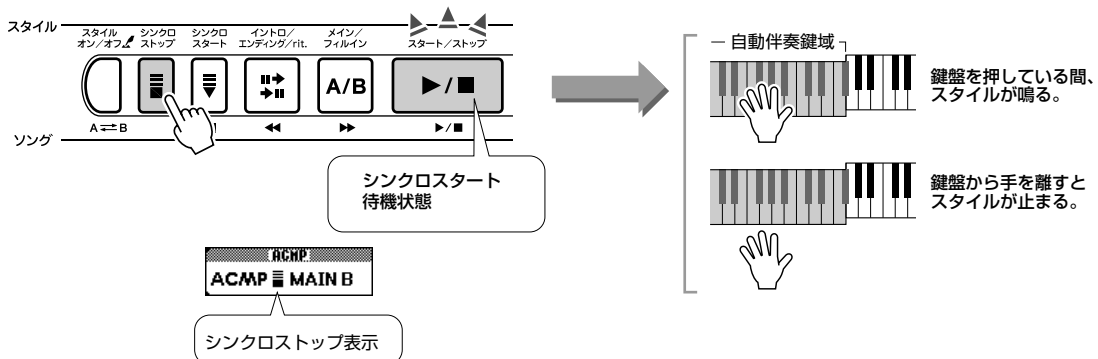 スタイル
スタイル
オン/オフ
シンクロ
ストップ
シンクロ
スタート
イントロ/
エンディング/rit.
メイン/
フィルイン
スタート/ストップ
A/B
▶/■
A⇄B
◀◀
▶▶
▶/■
ソング
シンクロスタート
待機状態
ACMP
ACMP MAIN B
シンクロストップ表示
自動伴奏鍵域
鍵盤を押している間、
スタイルが鳴る。
鍵盤から手を離すと
スタイルが止まる。